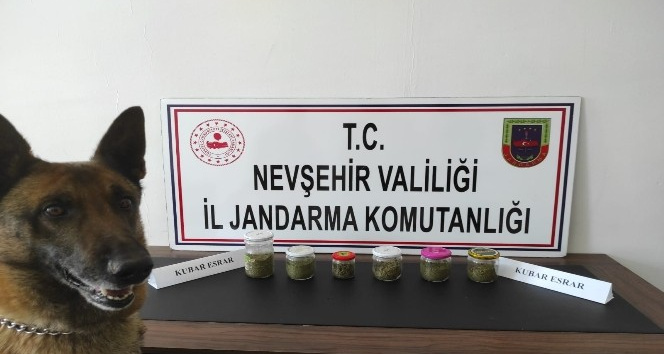 T.C.
NEVŞEHİR VALİLİĞİ
İL JANDARMA KOMUTANLIĞI
KUBAR ESRAR
KUBAR ESRAR